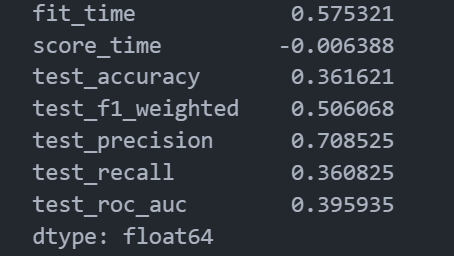 fit_time 0.575321
score_time -0.006388
test_accuracy 0.361621
test_f1_weighted 0.506068
test_precision 0.708525
test_recall 0.360825
test_roc_auc 0.395935
dtype: float64